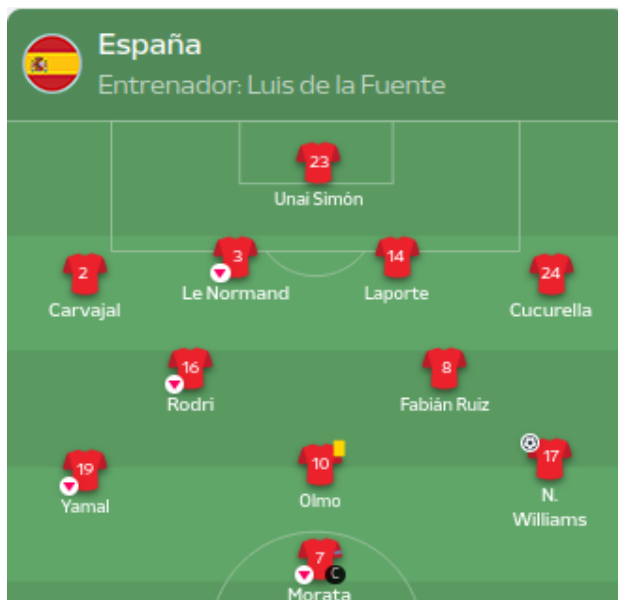 España
Entrenador: Luis de la Fuente
23
Unai Simón
2
3
14
24
Carvajal
Le Normand
Laporte
Cucurella
16
8
Rodri
Fabián Ruiz
19
10
17
Yamal
Olmo
N.
Williams
7
C
Morata